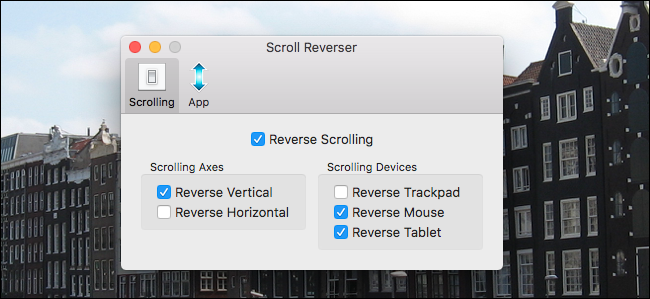 Scroll Reverser
Scrolling
App
Reverse Scrolling
Scrolling Axes
Reverse Vertical
Reverse Horizontal
Scrolling Devices
Reverse Trackpad
Reverse Mouse
Reverse Tablet